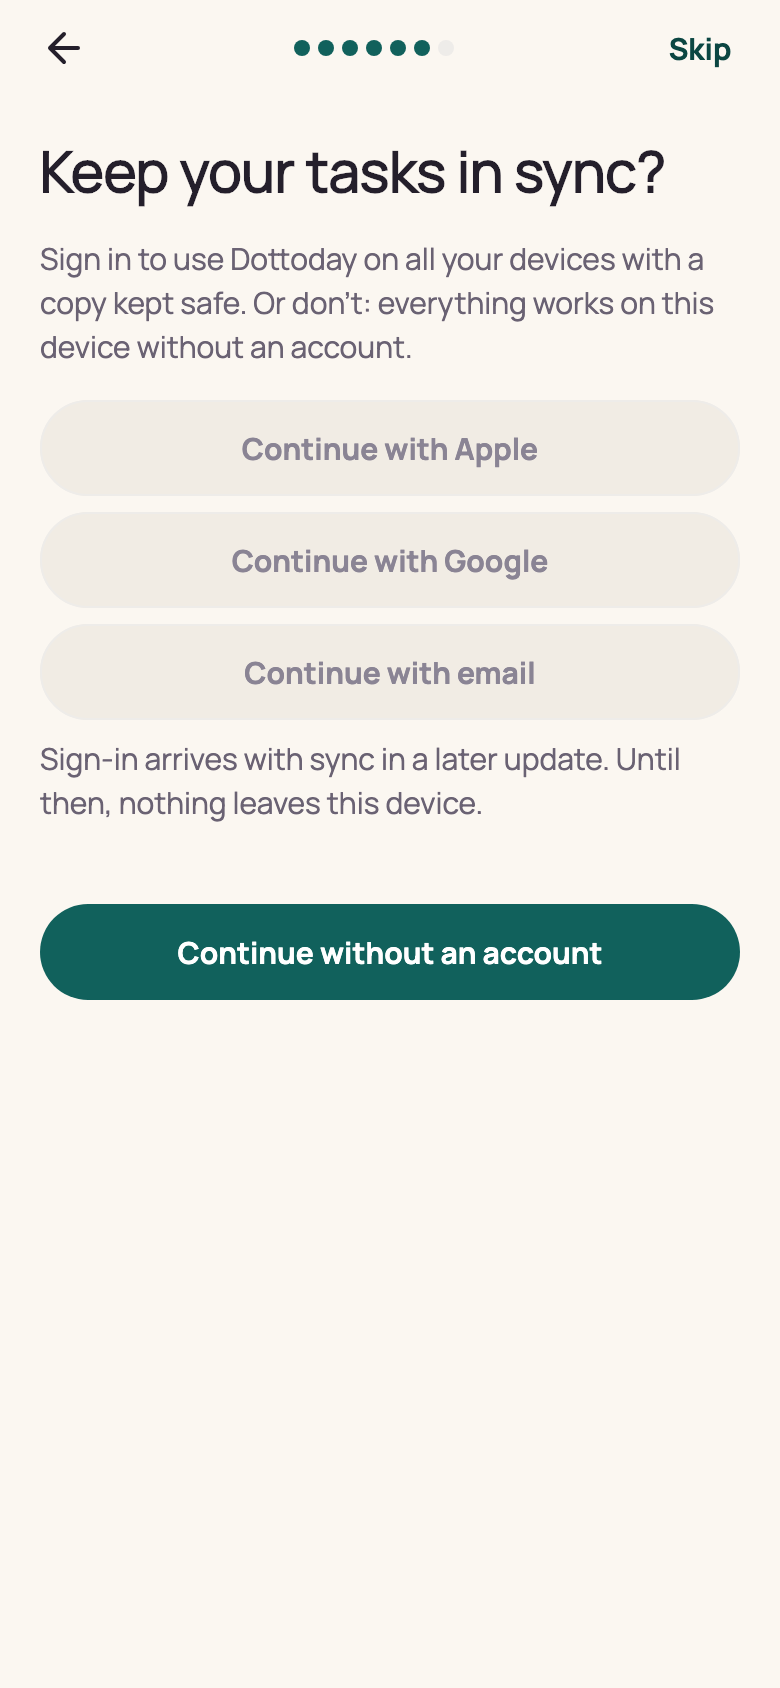 Skip
Keep your tasks in sync?
Sign in to use Dottoday on all your devices with a
copy kept safe. Or don’t: everything works on this
device without an account.
Continue with Apple
Continue with Google
Continue with email
Sign-in arrives with sync in a later update. Until
then, nothing leaves this device.
Continue without an account